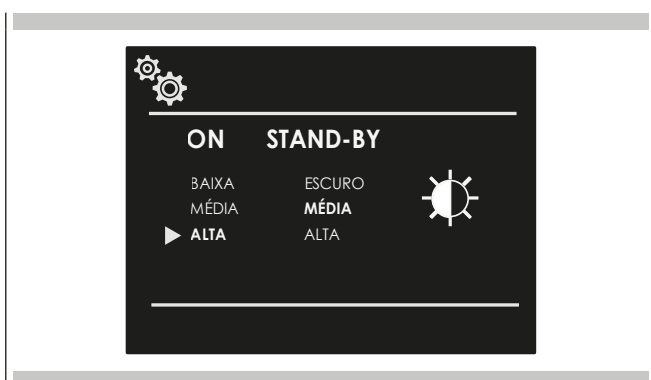 ON STAND-BY
BAIXA ESCURO
MÉDIA MÉDIA
ALTA ALTA